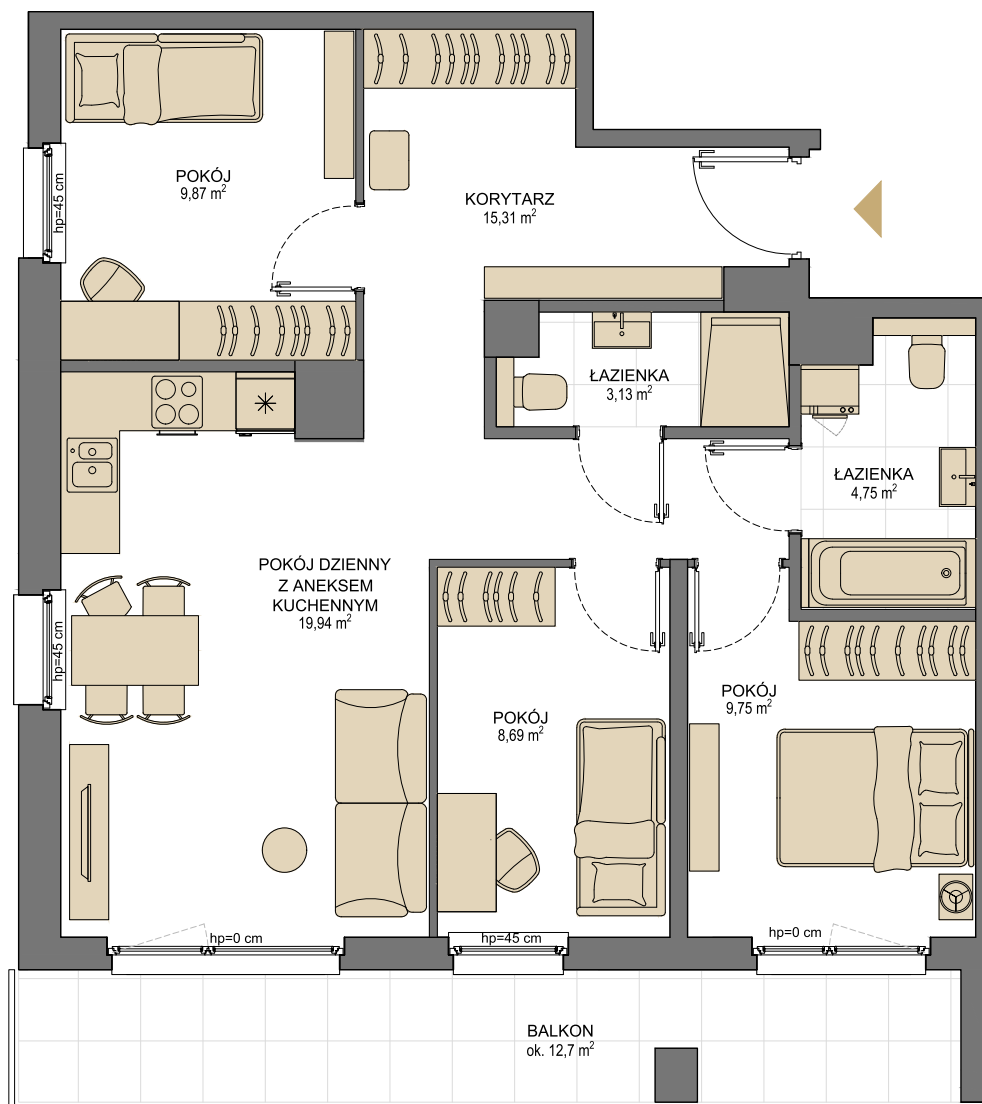 POKÓJ
9,87 m²
hp=45 cm
KORYTARZ
15,31 m²
ŁAZIENKA
3,13 m²
ŁAZIENKA
4,75 m²
POKÓJ DZIENNY
Z ANEKSEM
KUCHENNYM
19,94 m²
hp=45 cm
POKÓJ
8,69 m²
POKÓJ
9,75 m²
hp=0 cm
hp=45 cm
hp=0 cm
BALKON
ok. 12,7 m²